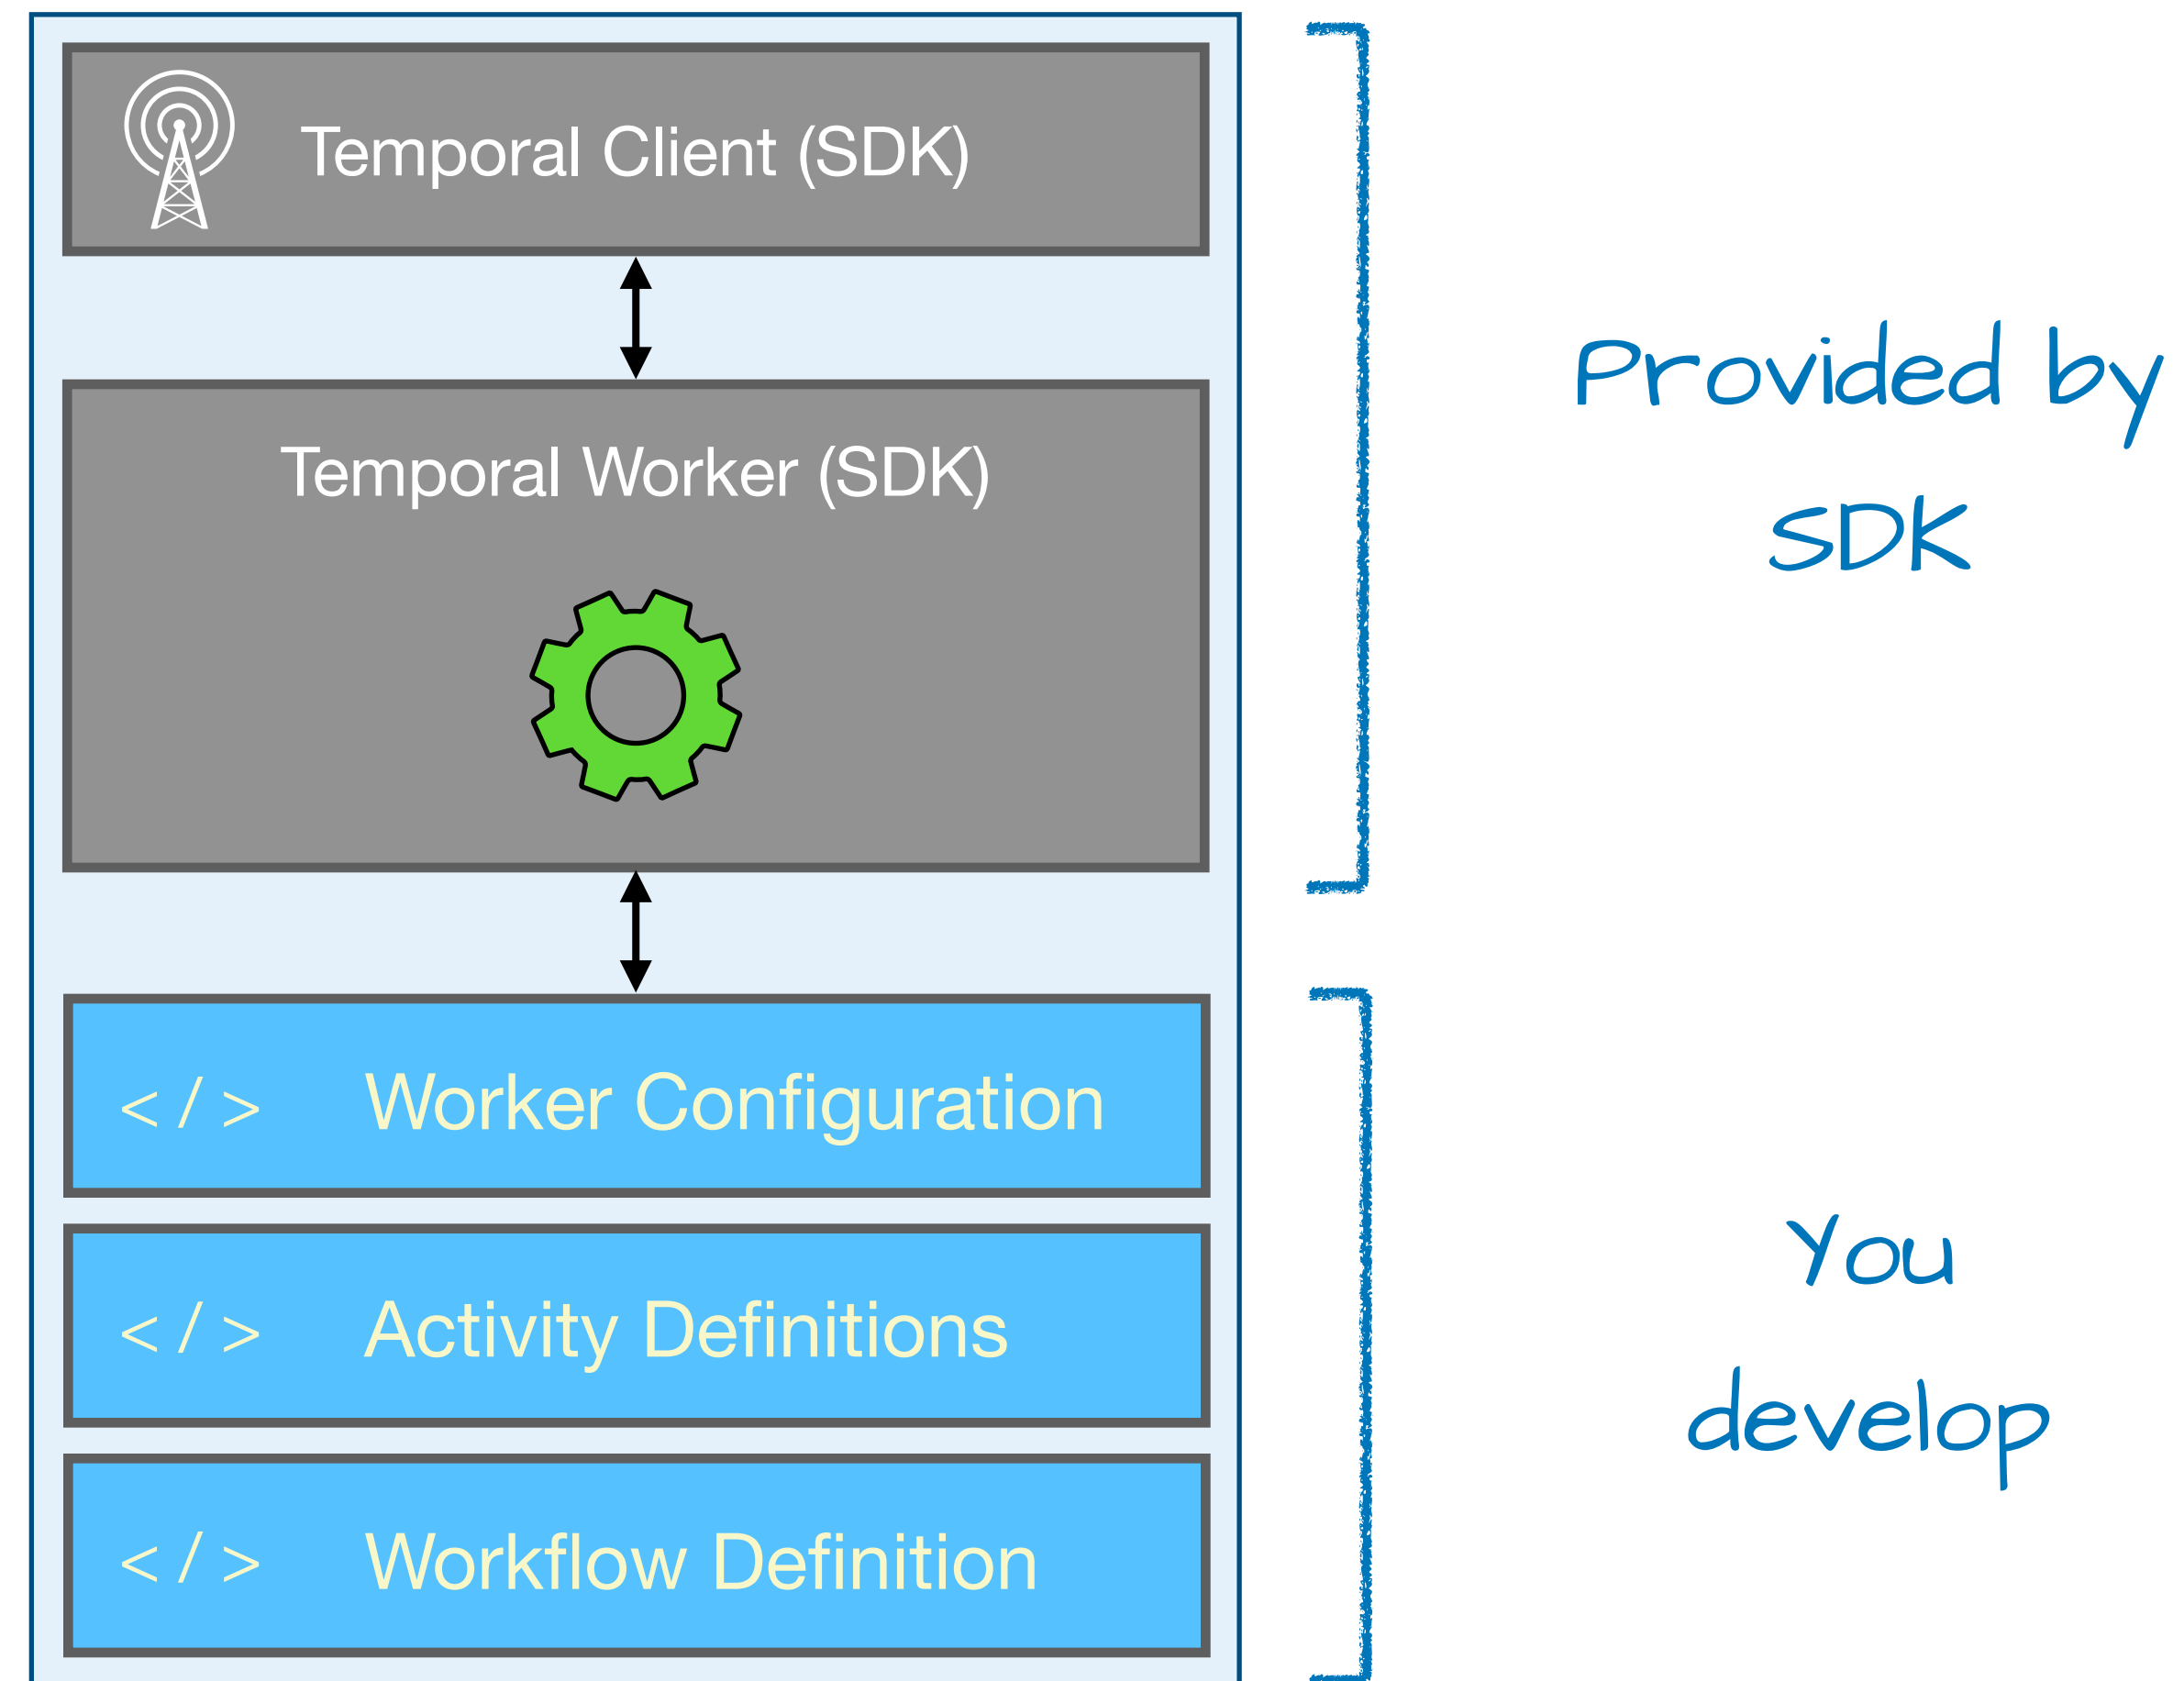 Temporal Client (SDK)
Temporal Worker (SDK)
Provided by
SDK
</> Worker Configuration
</> Activity Definitions
</> Workflow Definition
You
develop